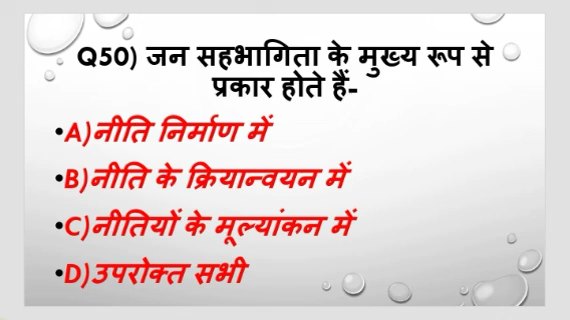 Q50) जन सहभागिता के मुख्य रूप से
प्रकार होते हैं-
•A)नीति निर्माण में
•B)नीति के क्रियान्वयन में
•C)नीतियों के मूल्यांकन में
•D)उपरोक्त सभी